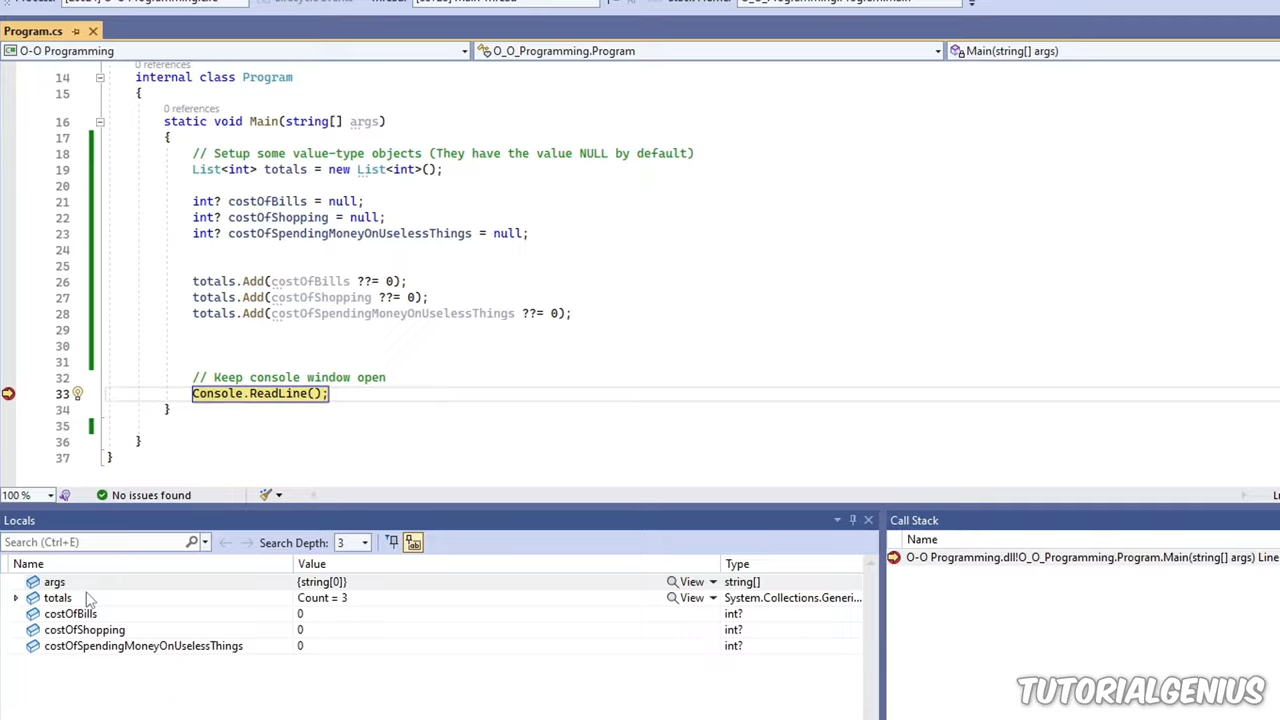 Program.cs
O-O Programming
O_O_Programming.Program
Main(string[] args)
0 references
14 internal class Program
15 {
0 references
16 static void Main(string[] args)
17 {
18 // Setup some value-type objects (They have the value NULL by default)
19 List<int> totals = new List<int>();
20
21 int? costOfBills = null;
22 int? costOfShopping = null;
23 int? costOfSpendingMoneyOnUselessThings = null;
24
25
26 totals.Add(costOfBills ??= 0);
27 totals.Add(costOfShopping ??= 0);
28 totals.Add(costOfSpendingMoneyOnUselessThings ??= 0);
29
30
31
32 // Keep console window open
33 Console.ReadLine();
34 }
35
36 }
37 }
100 % No issues found
Locals
Search (Ctrl+E) Search Depth: 3
Name Value Type
args {string[0]} View string[]
totals Count = 3 View System.Collections.Generi...
costOfBills 0 int?
costOfShopping 0 int?
costOfSpendingMoneyOnUselessThings 0 int?
Call Stack
Name
O-O Programming.dll!O_O_Programming.Program.Main(string[] args) Line
TUTORIALGENIUS